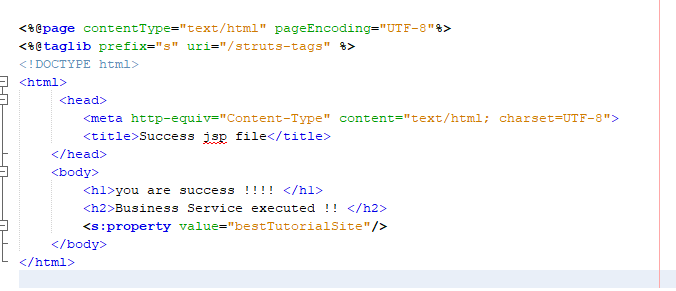 <%@page contentType="text/html" pageEncoding="UTF-8"%>
<%@taglib prefix="s" uri="/struts-tags" %>
<!DOCTYPE html>
<html>
<head>
<meta http-equiv="Content-Type" content="text/html; charset=UTF-8">
<title>Success jsp file</title>
</head>
<body>
<h1>you are success !!!! </h1>
<h2>Business Service executed !! </h2>
<s:property value="bestTutorialSite"/>
</body>
</html>